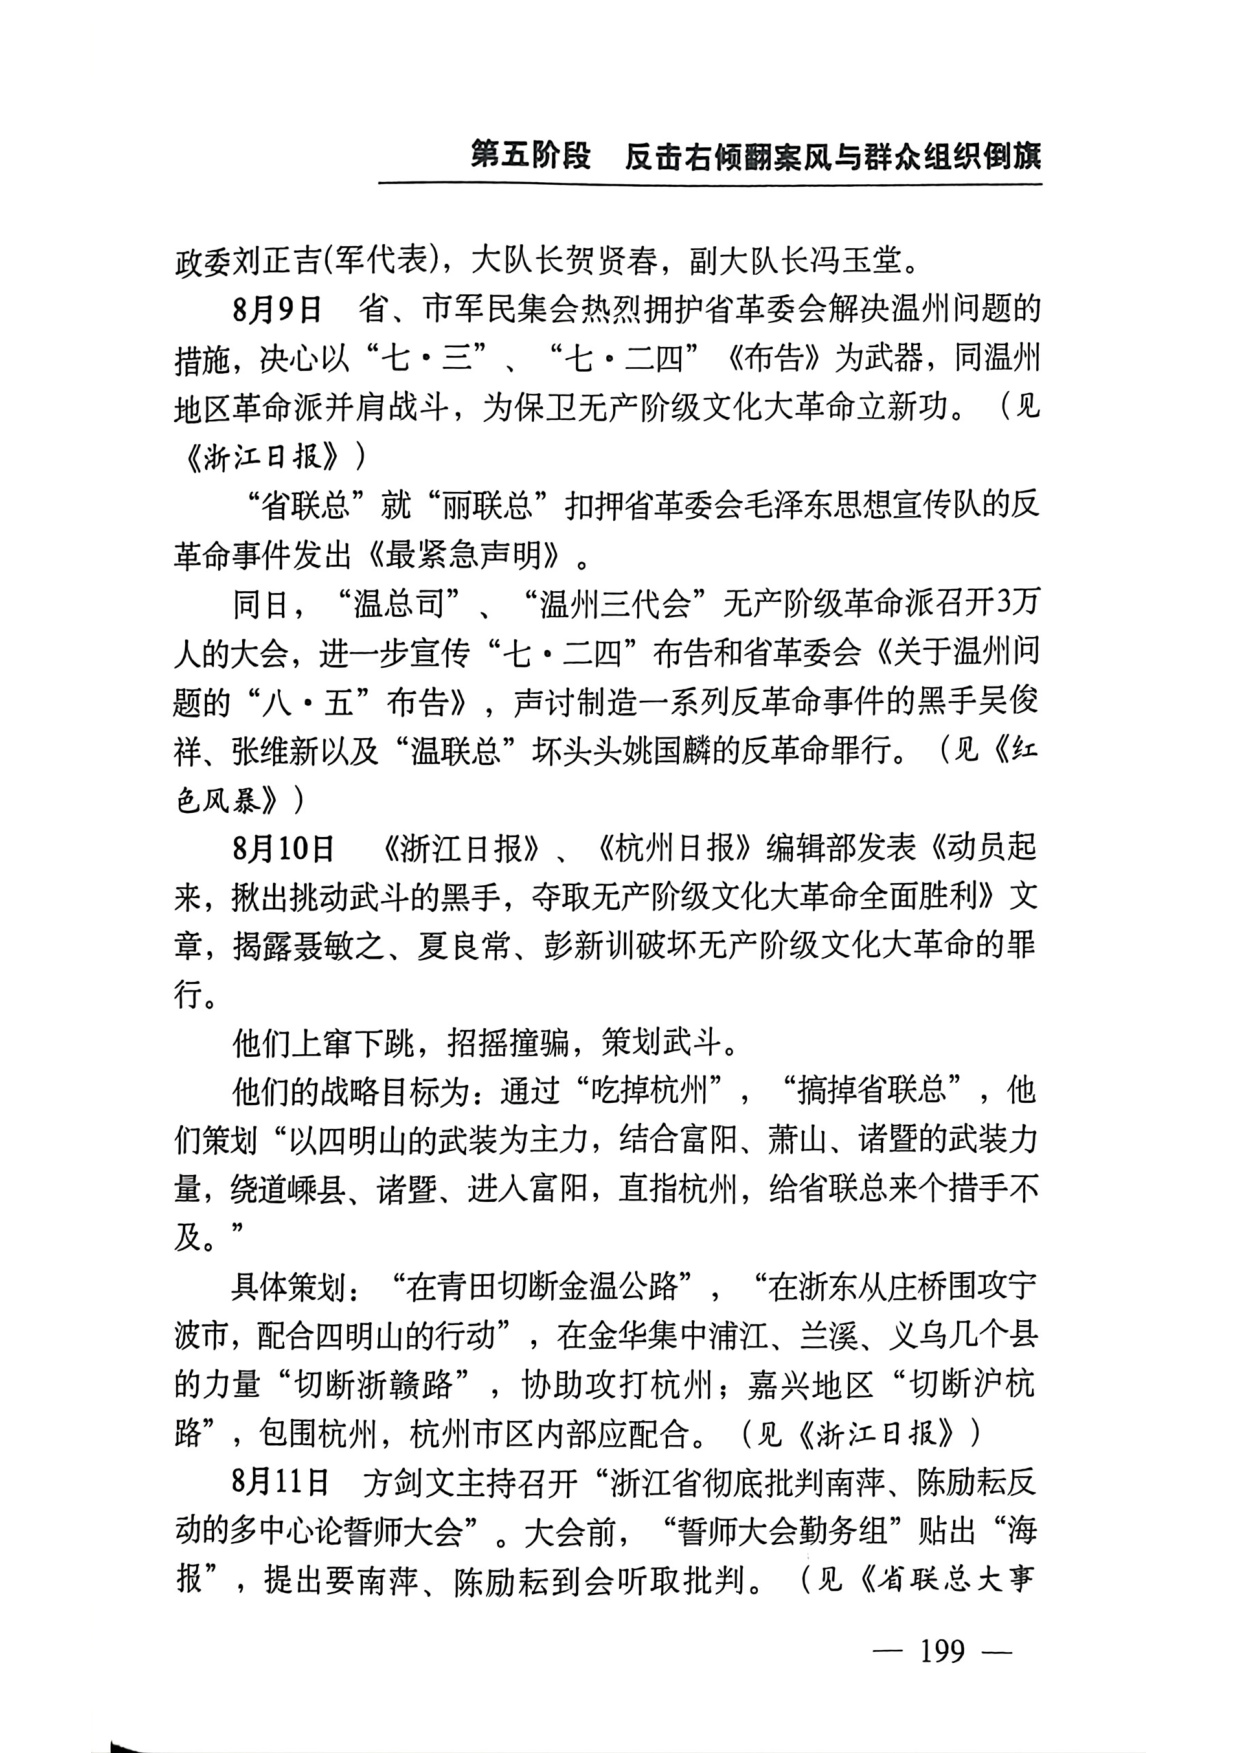 第五阶段　反击右倾翻案风与群众组织倒旗
政委刘正吉(军代表)，大队长贺贤春，副大队长冯玉堂。
8月9日　省、市军民集会热烈拥护省革委会解决温州问题的
措施，决心以“七·三”、“七·二四”《布告》为武器，同温州
地区革命派并肩战斗，为保卫无产阶级文化大革命立新功。（见
《浙江日报》）
“省联总”就“丽联总”扣押省革委会毛泽东思想宣传队的反
革命事件发出《最紧急声明》。
同日，“温总司”、“温州三代会”无产阶级革命派召开3万
人的大会，进一步宣传“七·二四”布告和省革委会《关于温州问
题的“八·五”布告》，声讨制造一系列反革命事件的黑手吴俊
祥、张维新以及“温联总”坏头头姚国麟的反革命罪行。（见《红
色风暴》）
8月10日　《浙江日报》、《杭州日报》编辑部发表《动员起
来，揪出挑动武斗的黑手，夺取无产阶级文化大革命全面胜利》文
章，揭露聂敏之、夏良常、彭新训破坏无产阶级文化大革命的罪
行。
他们上窜下跳，招摇撞骗，策划武斗。
他们的战略目标为：通过“吃掉杭州”，“搞掉省联总”，他
们策划“以四明山的武装为主力，结合富阳、萧山、诸暨的武装力
量，绕道嵊县、诸暨、进入富阳，直指杭州，给省联总来个措手不
及。”
具体策划：“在青田切断金温公路”，“在浙东从庄桥围攻宁
波市，配合四明山的行动”，在金华集中浦江、兰溪、义乌几个县
的力量“切断浙赣路”，协助攻打杭州；嘉兴地区“切断沪杭
路”，包围杭州，杭州市区内部应配合。（见《浙江日报》）
8月11日　方剑文主持召开“浙江省彻底批判南萍、陈励耘反
动的多中心论誓师大会”。大会前，“誓师大会勤务组”贴出“海
报”，提出要南萍、陈励耘到会听取批判。（见《省联总大事
— 199 —